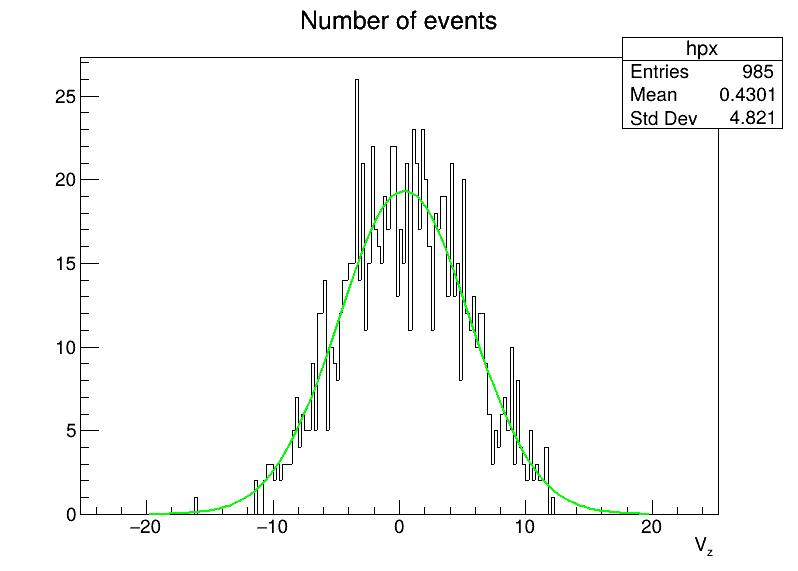 Number of events
hpx
Entries 985
Mean 0.4301
Std Dev 4.821
25
20
15
10
5
0
−20 −10 0 10 20
V_z